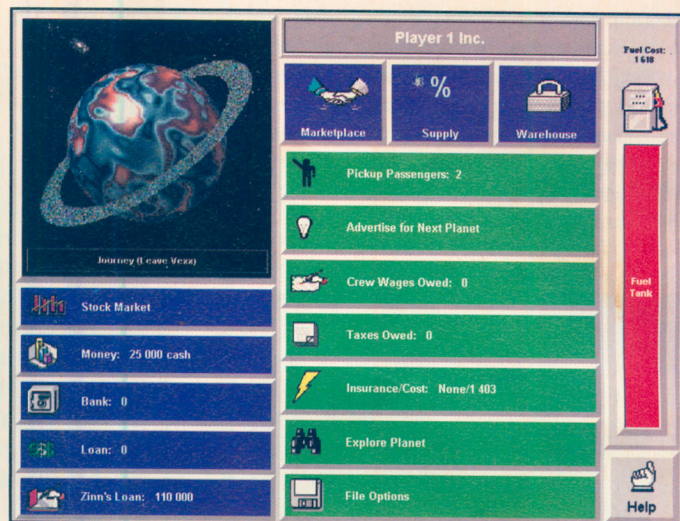 Player 1 Inc.
Fuel Cost:
1 618
%
Marketplace
Supply
Warehouse
Pickup Passengers: 2
Advertise for Next Planet
Journey (Leave Vexx)
Crew Wages Owed: 0
Fuel
Tank
Stock Market
Taxes Owed: 0
Money: 25 000 cash
Insurance/Cost: None/1 403
Bank: 0
Explore Planet
Loan: 0
File Options
Zinn's Loan: 110 000
Help